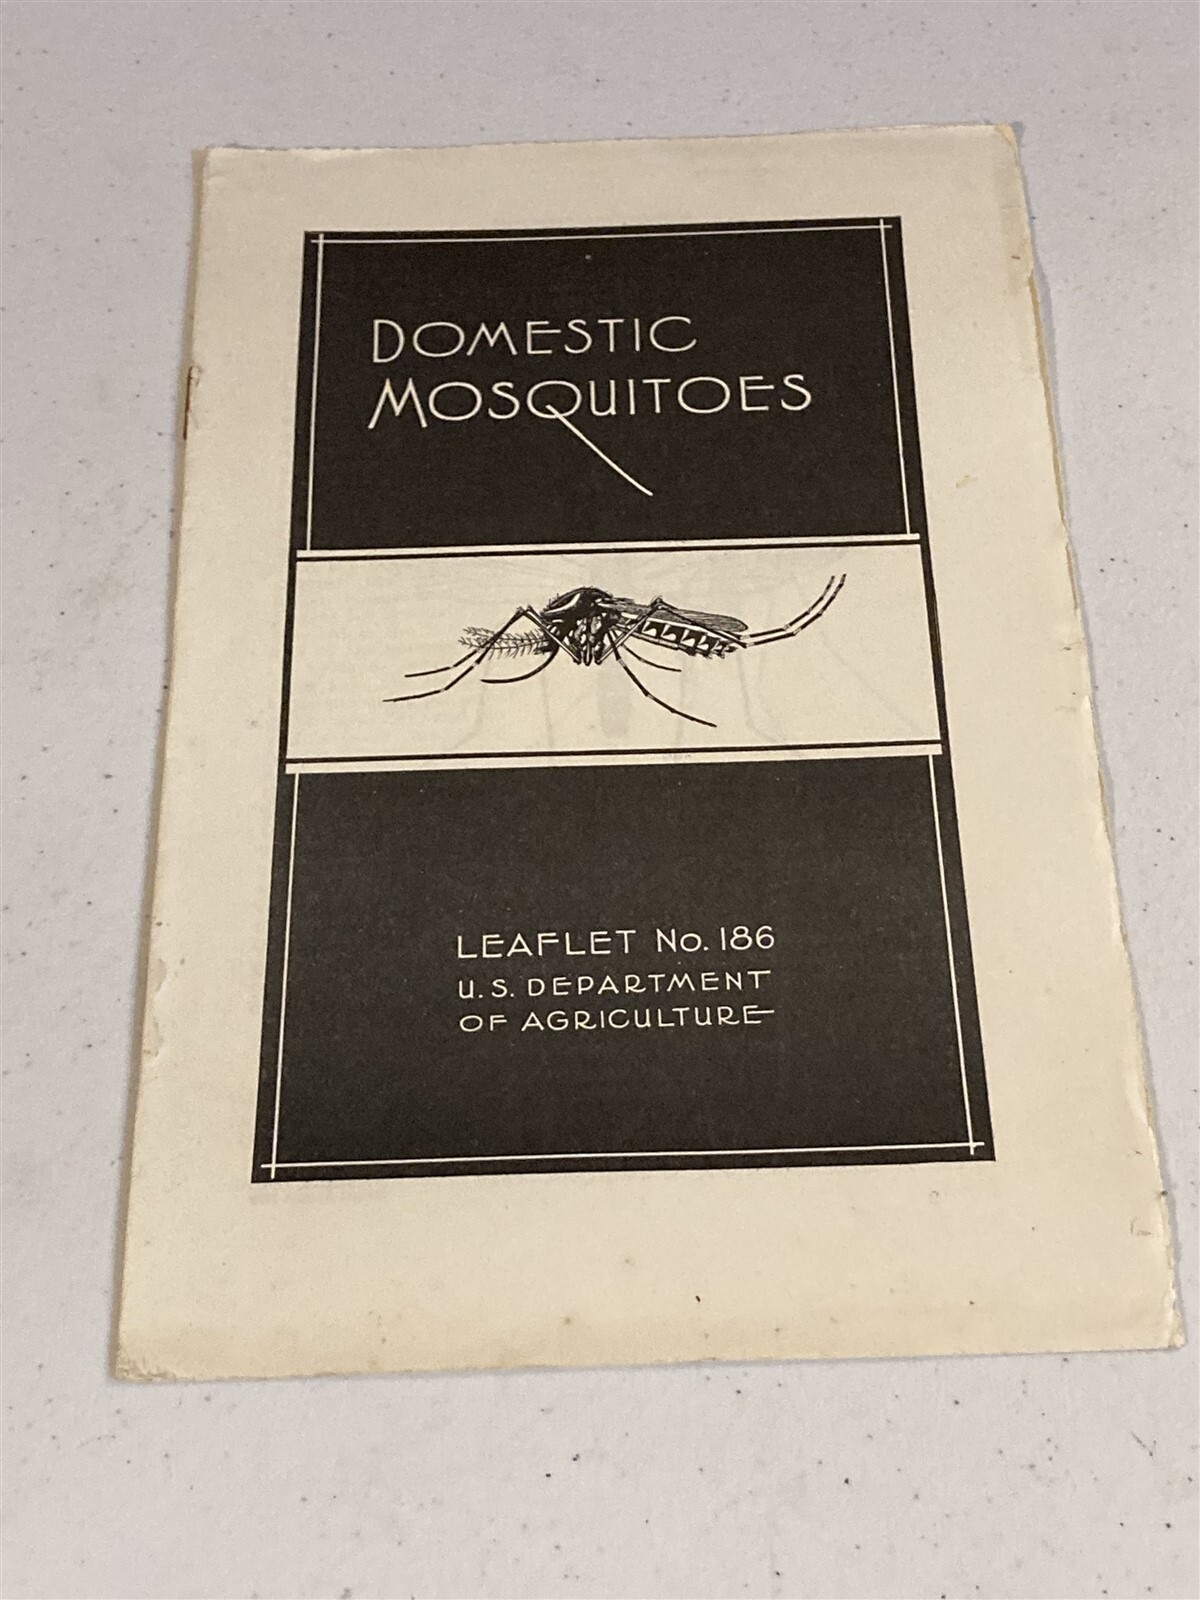 DOMESTIC
MOSQUITOES
LEAFLET No. 186
U. S. DEPARTMENT
OF AGRICULTURE